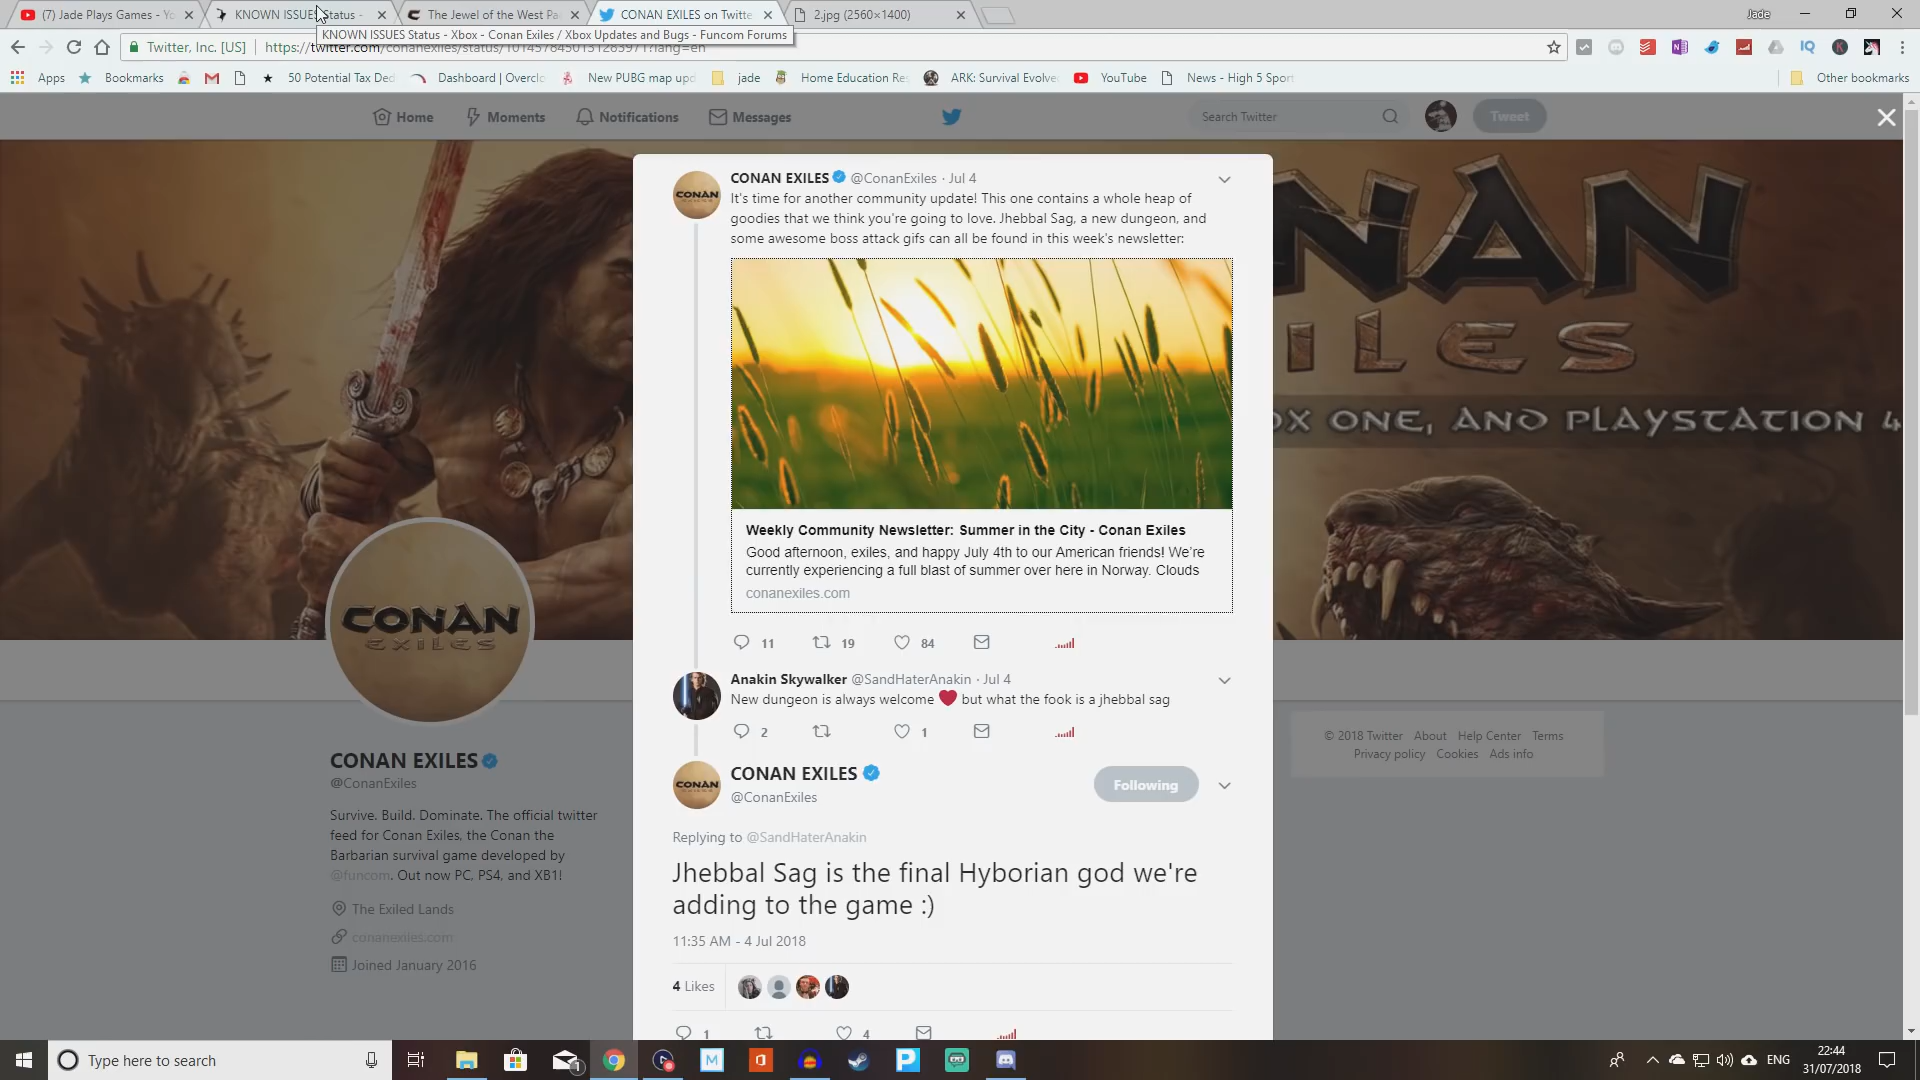 (7) Jade Plays Games - Yo
KNOWN ISSUES Status -
The Jewel of the West Pa
CONAN EXILES on Twitte
2.jpg (2560×1400)
Jade
KNOWN ISSUES Status - Xbox - Conan Exiles / Xbox Updates and Bugs - Funcom Forums
Twitter, Inc. [US]
https://twitter.com/conanexiles/status/1014578450131283971?lang=en
Apps
Bookmarks
50 Potential Tax Ded
Dashboard | Overclo
New PUBG map upd
jade
Home Education Re
ARK: Survival Evolve
YouTube
News - High 5 Sport
Other bookmarks
Home
Moments
Notifications
Messages
Search Twitter
Tweet
CONAN EXILES @ConanExiles · Jul 4
It's time for another community update! This one contains a whole heap of
goodies that we think you're going to love. Jhebbal Sag, a new dungeon, and
some awesome boss attack gifs can all be found in this week's newsletter:
Weekly Community Newsletter: Summer in the City - Conan Exiles
Good afternoon, exiles, and happy July 4th to our American friends! We're
currently experiencing a full blast of summer over here in Norway. Clouds
conanexiles.com
11
19
84
Anakin Skywalker @SandHaterAnakin · Jul 4
New dungeon is always welcome ❤ but what the fook is a jhebbal sag
2
1
CONAN EXILES
@ConanExiles
Following
Replying to @SandHaterAnakin
Jhebbal Sag is the final Hyborian god we're
adding to the game :)
11:35 AM - 4 Jul 2018
4 Likes
1
4
CONAN
EXILES
CONAN EXILES
@ConanExiles
Survive. Build. Dominate. The official twitter
feed for Conan Exiles, the Conan the
Barbarian survival game developed by
@funcom. Out now PC, PS4, and XB1!
The Exiled Lands
conanexiles.com
Joined January 2016
NAN
ILES
OX ONE, AND PLAYSTATION 4
© 2018 Twitter About Help Center Terms
Privacy policy Cookies Ads info
Type here to search
ENG
22:44
31/07/2018